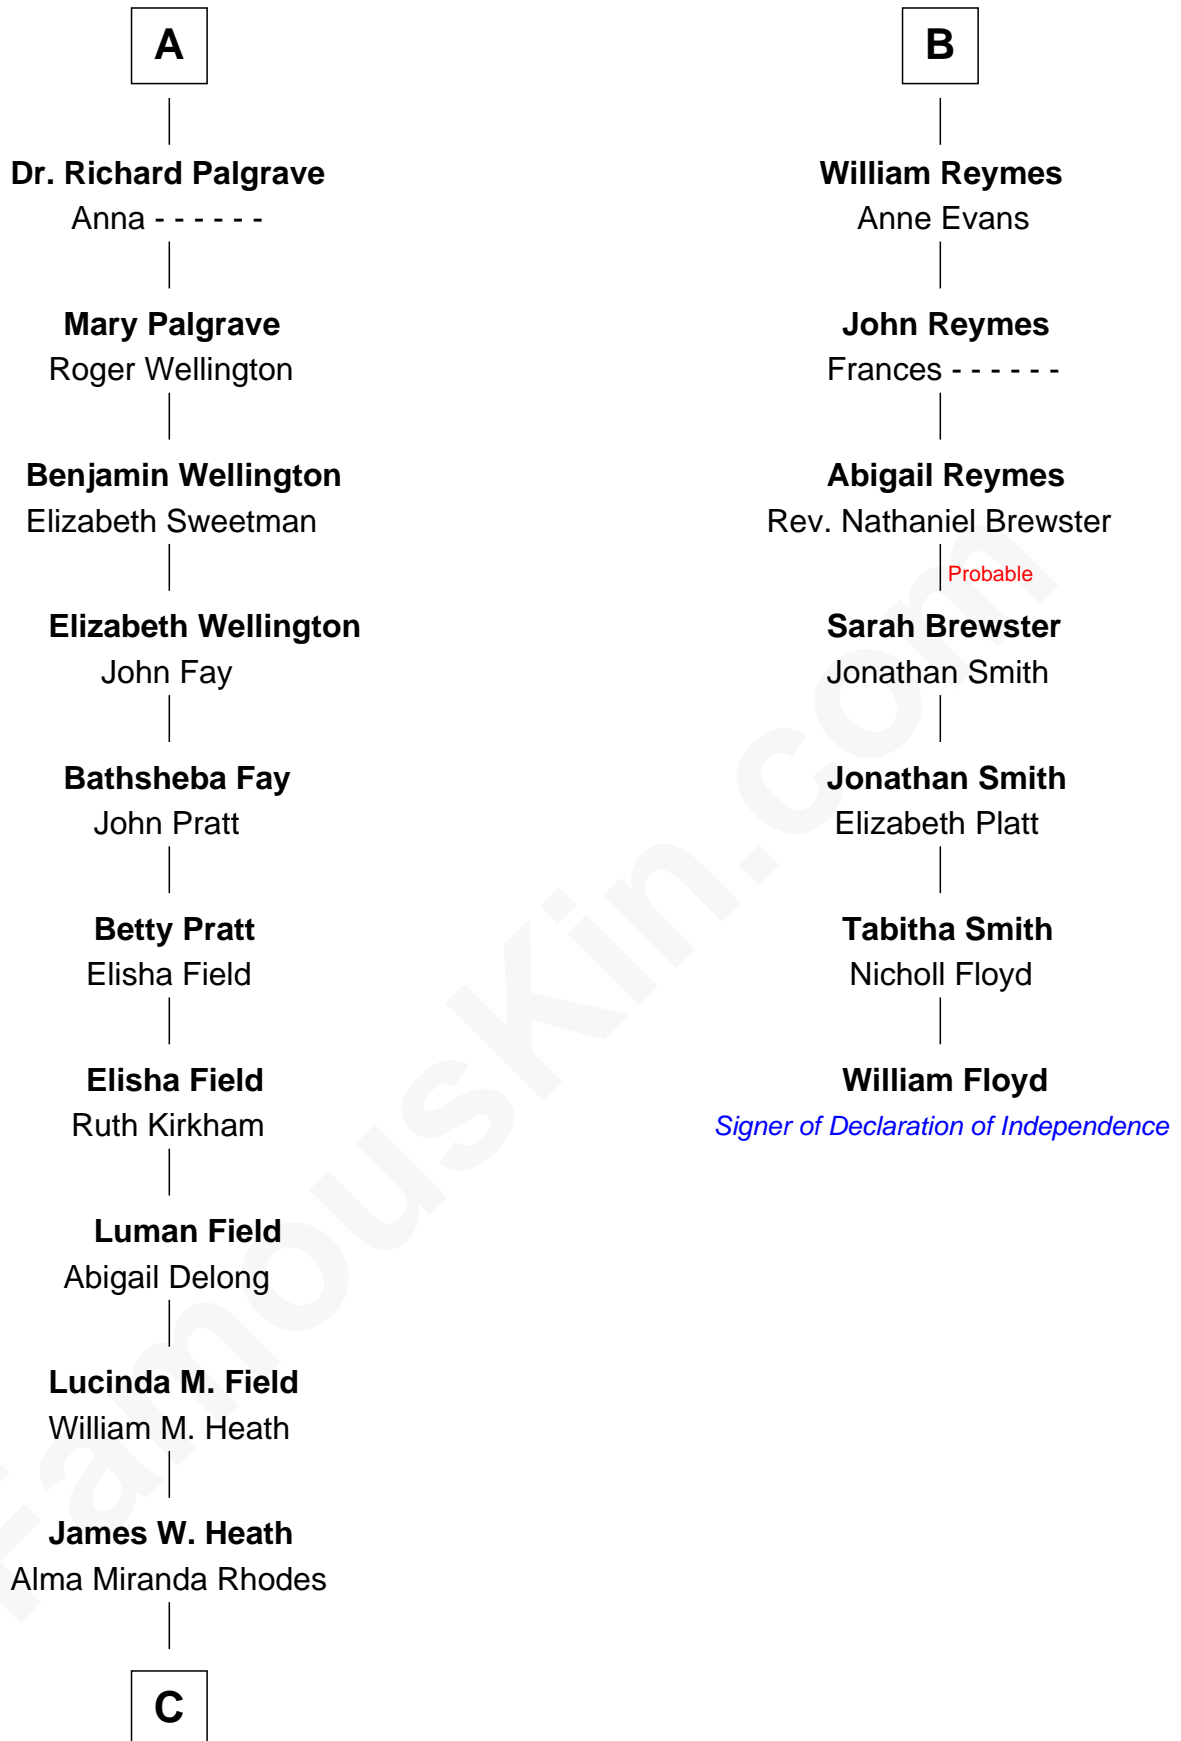 A
Dr. Richard Palgrave
Anna - - - - - -
Mary Palgrave
Roger Wellington
Benjamin Wellington
Elizabeth Sweetman
Elizabeth Wellington
John Fay
Bathsheba Fay
John Pratt
Betty Pratt
Elisha Field
Elisha Field
Ruth Kirkham
Luman Field
Abigail Delong
Lucinda M. Field
William M. Heath
James W. Heath
Alma Miranda Rhodes
C
B
William Reymes
Anne Evans
John Reymes
Frances - - - - - -
Abigail Reymes
Rev. Nathaniel Brewster
Probable
Sarah Brewster
Jonathan Smith
Jonathan Smith
Elizabeth Platt
Tabitha Smith
Nicholl Floyd
William Floyd
Signer of Declaration of Independence
FamousKin.com